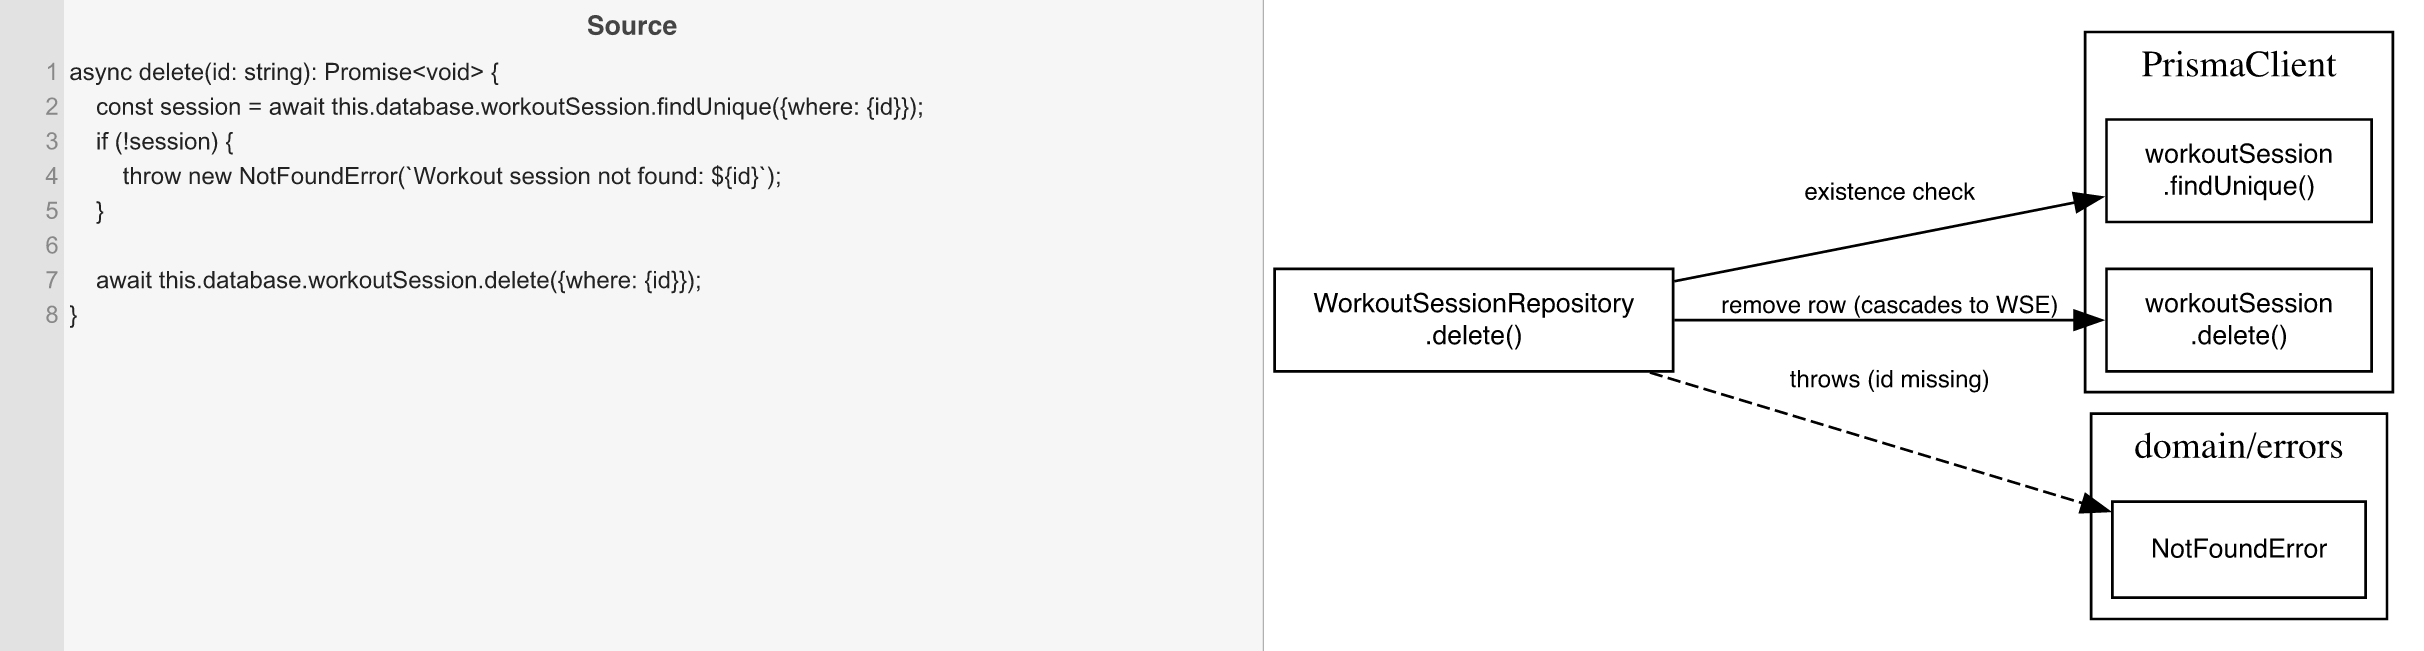 Source
1 async delete(id: string): Promise<void> {
2 const session = await this.database.workoutSession.findUnique({where: {id}});
3 if (!session) {
4 throw new NotFoundError(`Workout session not found: ${id}`);
5 }
6
7 await this.database.workoutSession.delete({where: {id}});
8 }
PrismaClient
workoutSession
.findUnique()
existence check
WorkoutSessionRepository
.delete()
remove row (cascades to WSE)
workoutSession
.delete()
throws (id missing)
domain/errors
NotFoundError